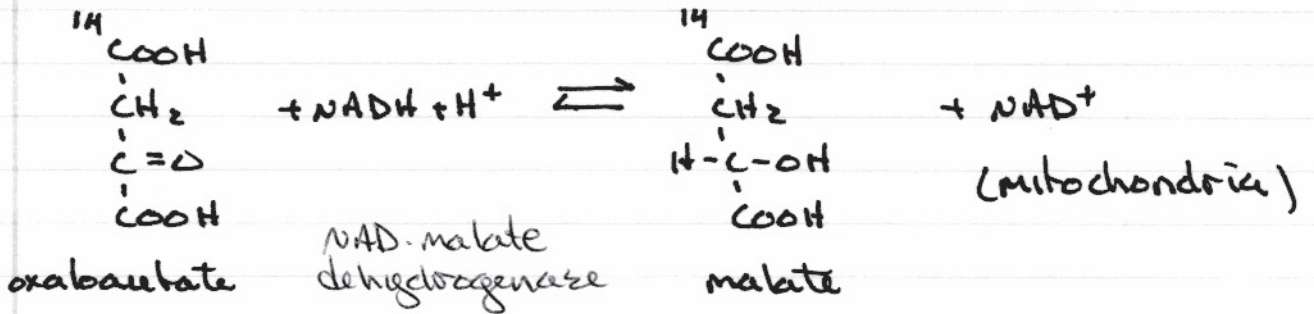 14 14
COOH COOH
CH2 + NADH + H+ ⇌ CH2 + NAD+
C=O H-C-OH (mitochondria)
COOH COOH
NAD-malate
oxaloacetate dehydrogenase malate